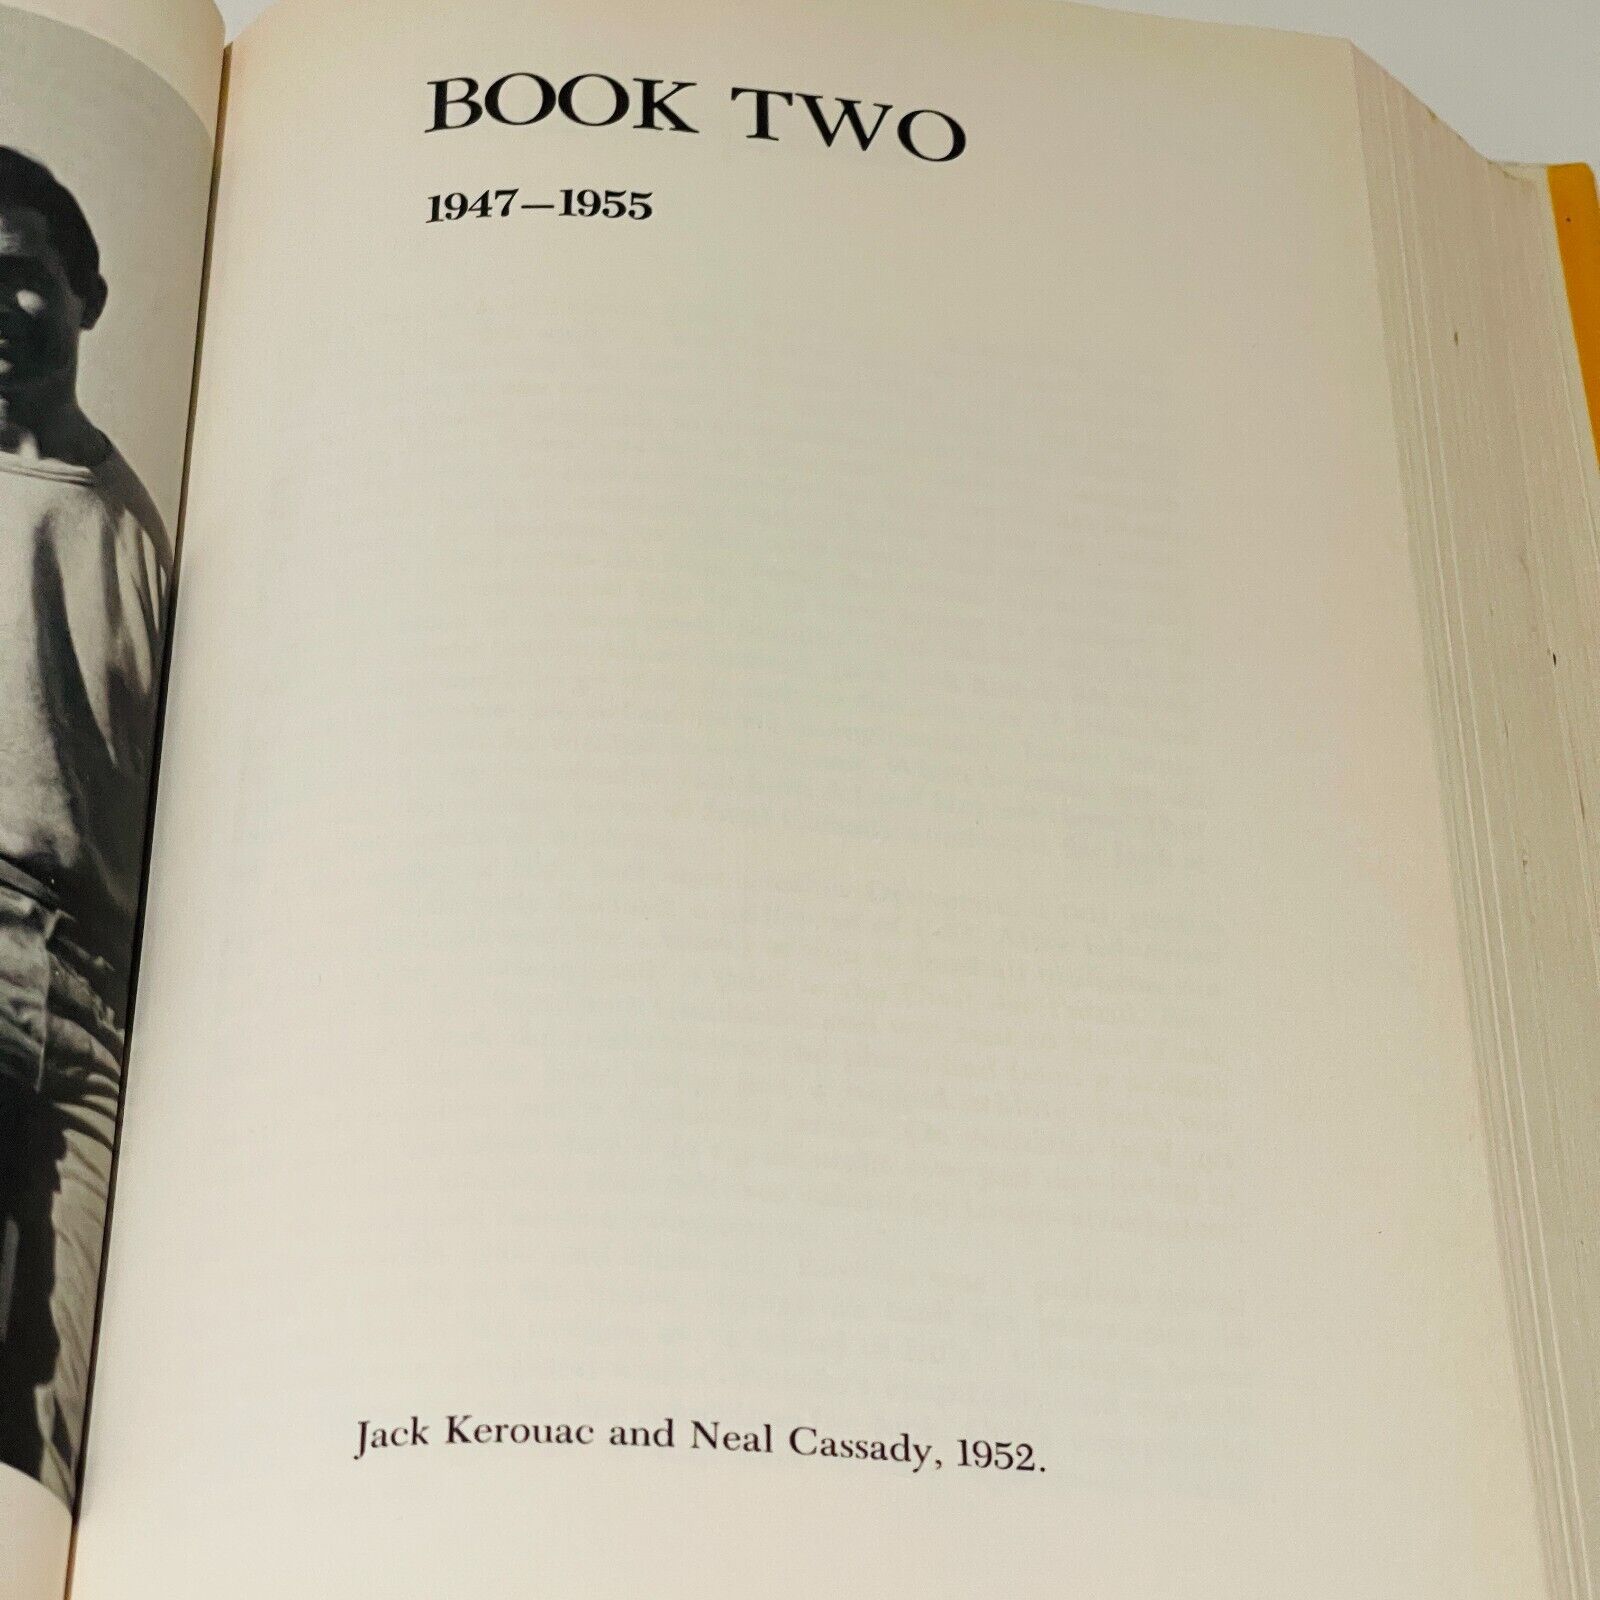 BOOK TWO
1947—1955
Jack Kerouac and Neal Cassady, 1952.